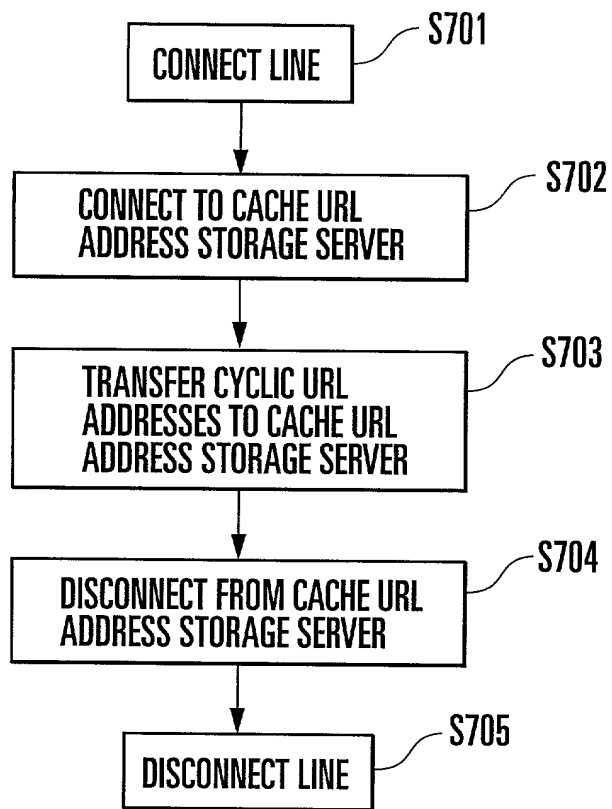 S701
CONNECT LINE
S702
CONNECT TO CACHE URL
ADDRESS STORAGE SERVER
S703
TRANSFER CYCLIC URL
ADDRESSES TO CACHE URL
ADDRESS STORAGE SERVER
S704
DISCONNECT FROM CACHE URL
ADDRESS STORAGE SERVER
S705
DISCONNECT LINE